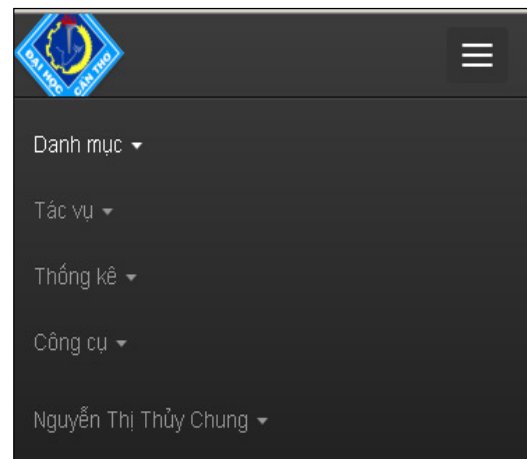 ĐẠI HỌC
CẦN THƠ
Danh mục
Tác vụ
Thống kê
Công cụ
Nguyễn Thị Thủy Chung